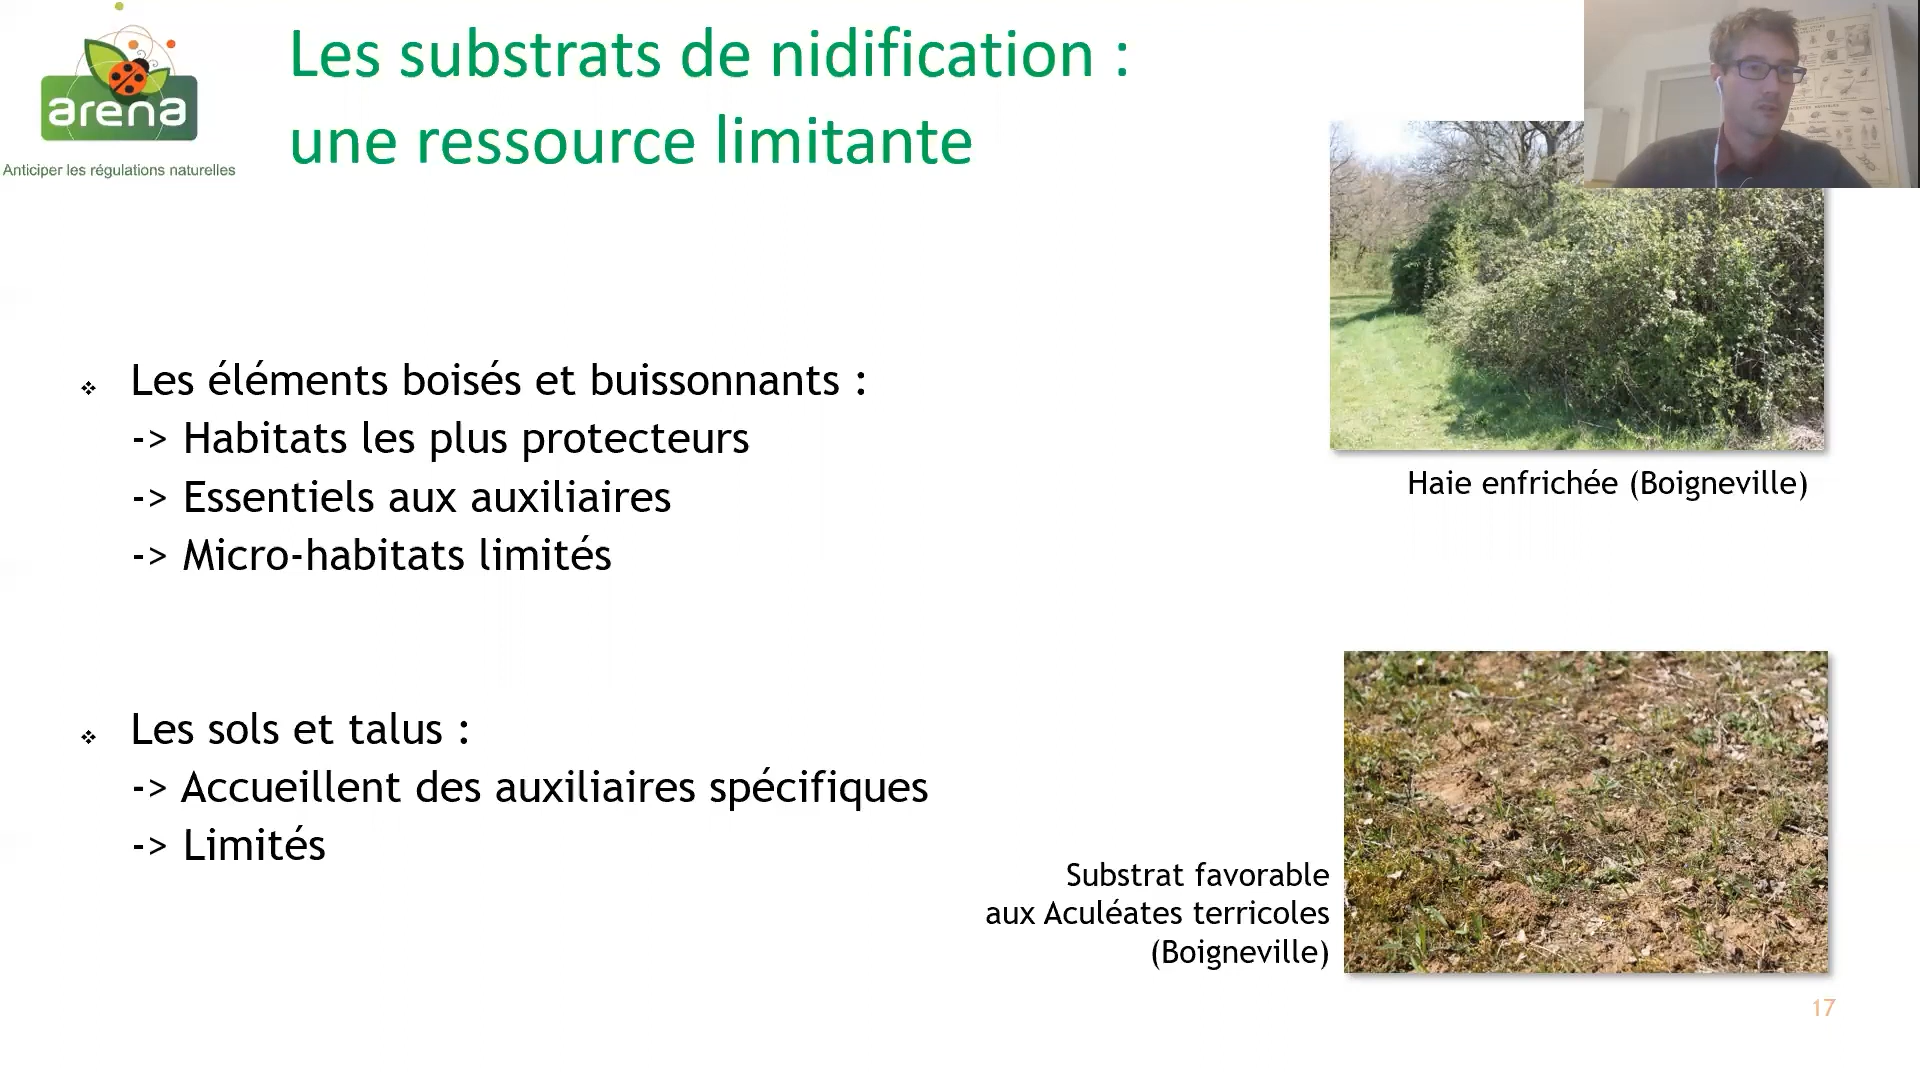 arena
Anticiper les régulations naturelles
Les substrats de nidification :
une ressource limitante
❖ Les éléments boisés et buissonnants :
-> Habitats les plus protecteurs
-> Essentiels aux auxiliaires
-> Micro-habitats limités
Haie enfrichée (Boigneville)
❖ Les sols et talus :
-> Accueillent des auxiliaires spécifiques
-> Limités
Substrat favorable
aux Aculéates terricoles
(Boigneville)
17